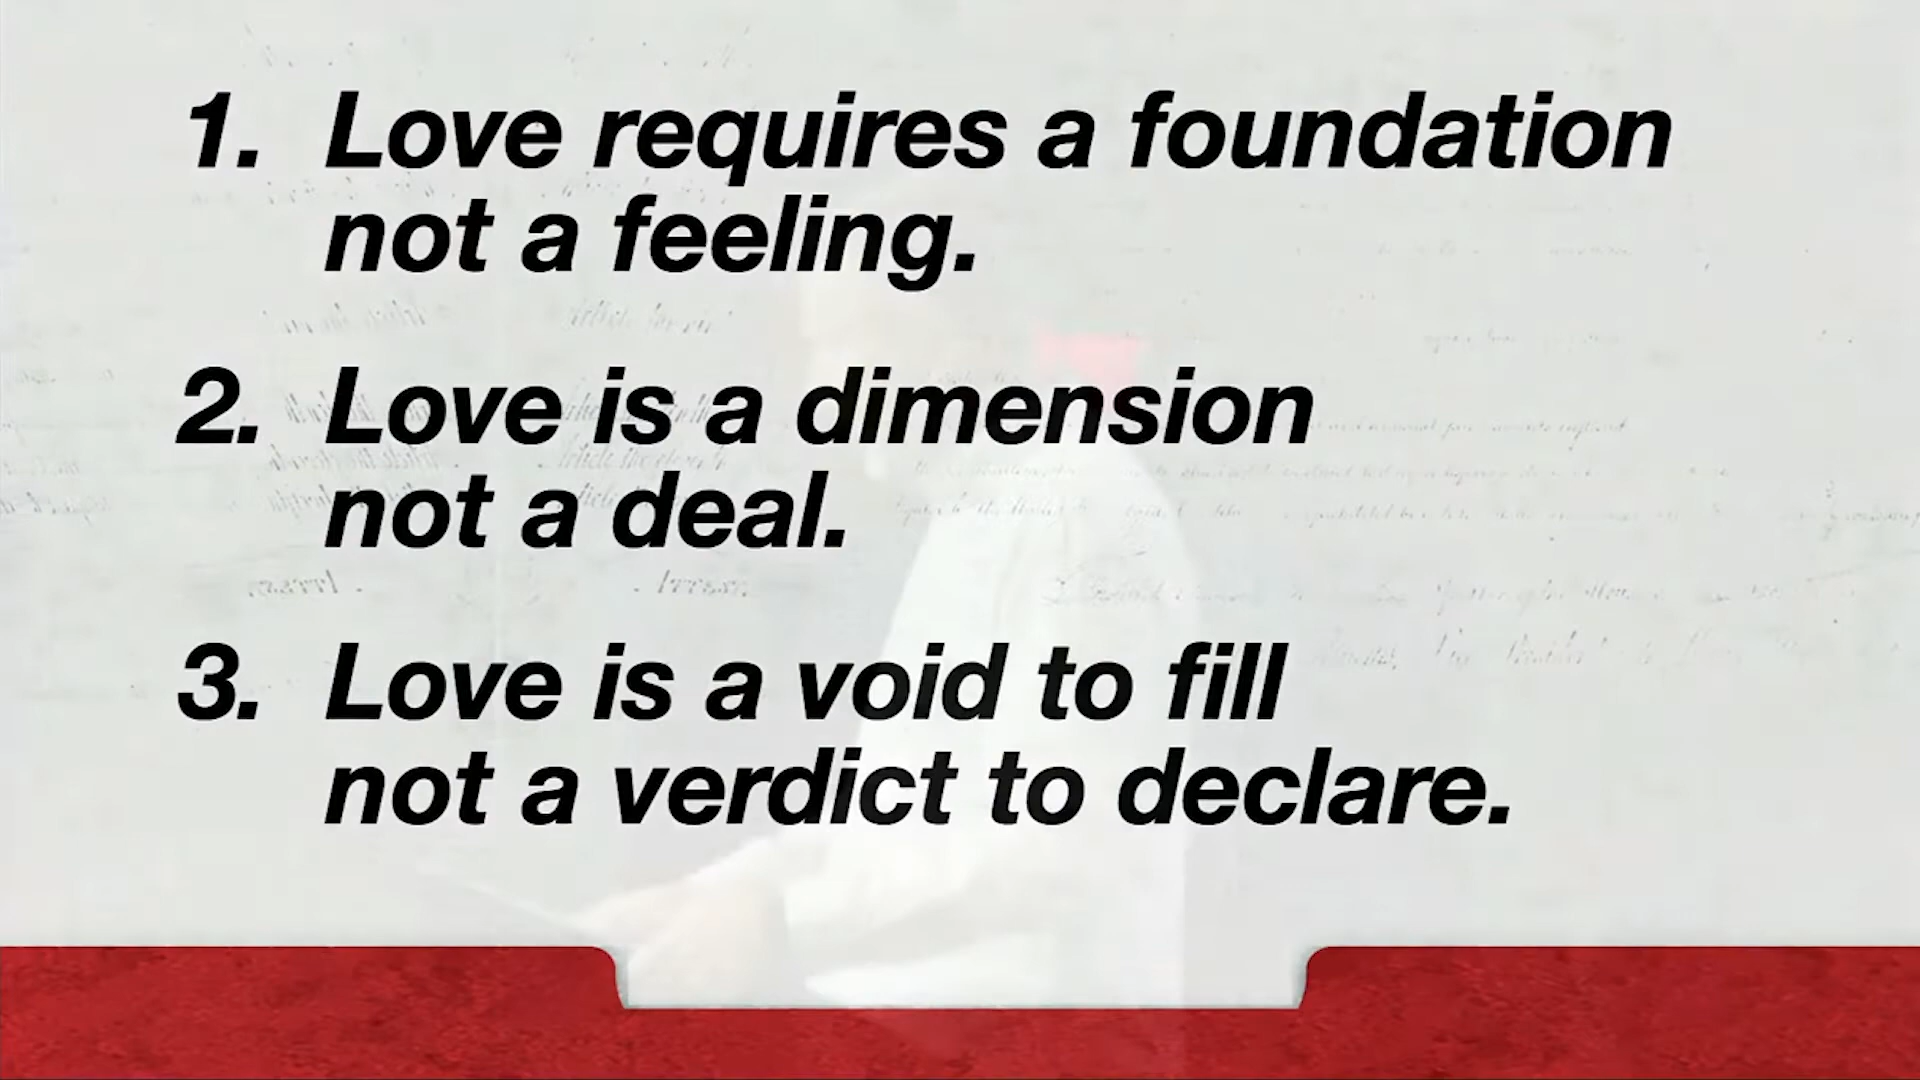 1. Love requires a foundation
not a feeling.
2. Love is a dimension
not a deal.
3. Love is a void to fill
not a verdict to declare.